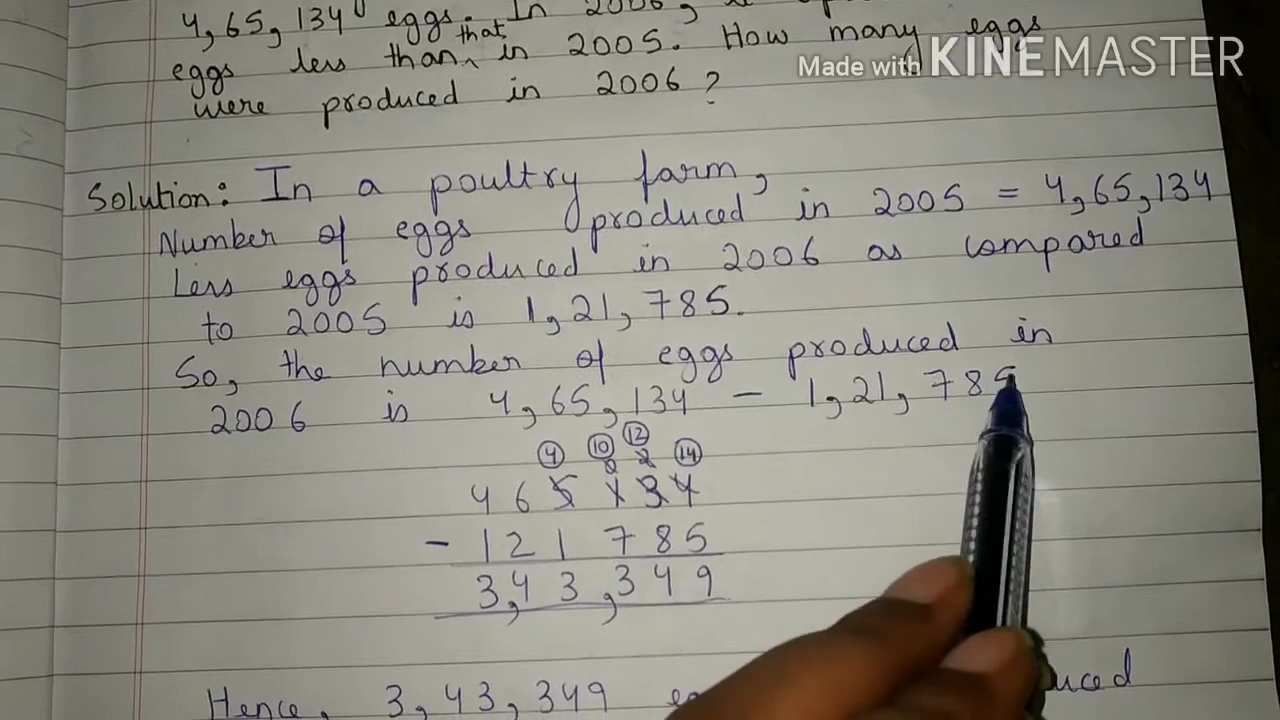 4,65,134 eggs. In 2006,
eggs less than ^that in 2005. How many eggs
were produced in 2006?
Made with KINEMASTER
Solution: In a poultry farm,
Number of eggs produced in 2005 = 4,65,134
Less eggs produced in 2006 as compared
to 2005 is 1,21,785.
So, the number of eggs produced in
2006 is 4,65,134 - 1,21,785
4 10 12
0 2 14
4 6 5 1 3 4
- 1 2 1 7 8 5
3,4 3,3 4 9
Hence, 3,43,349